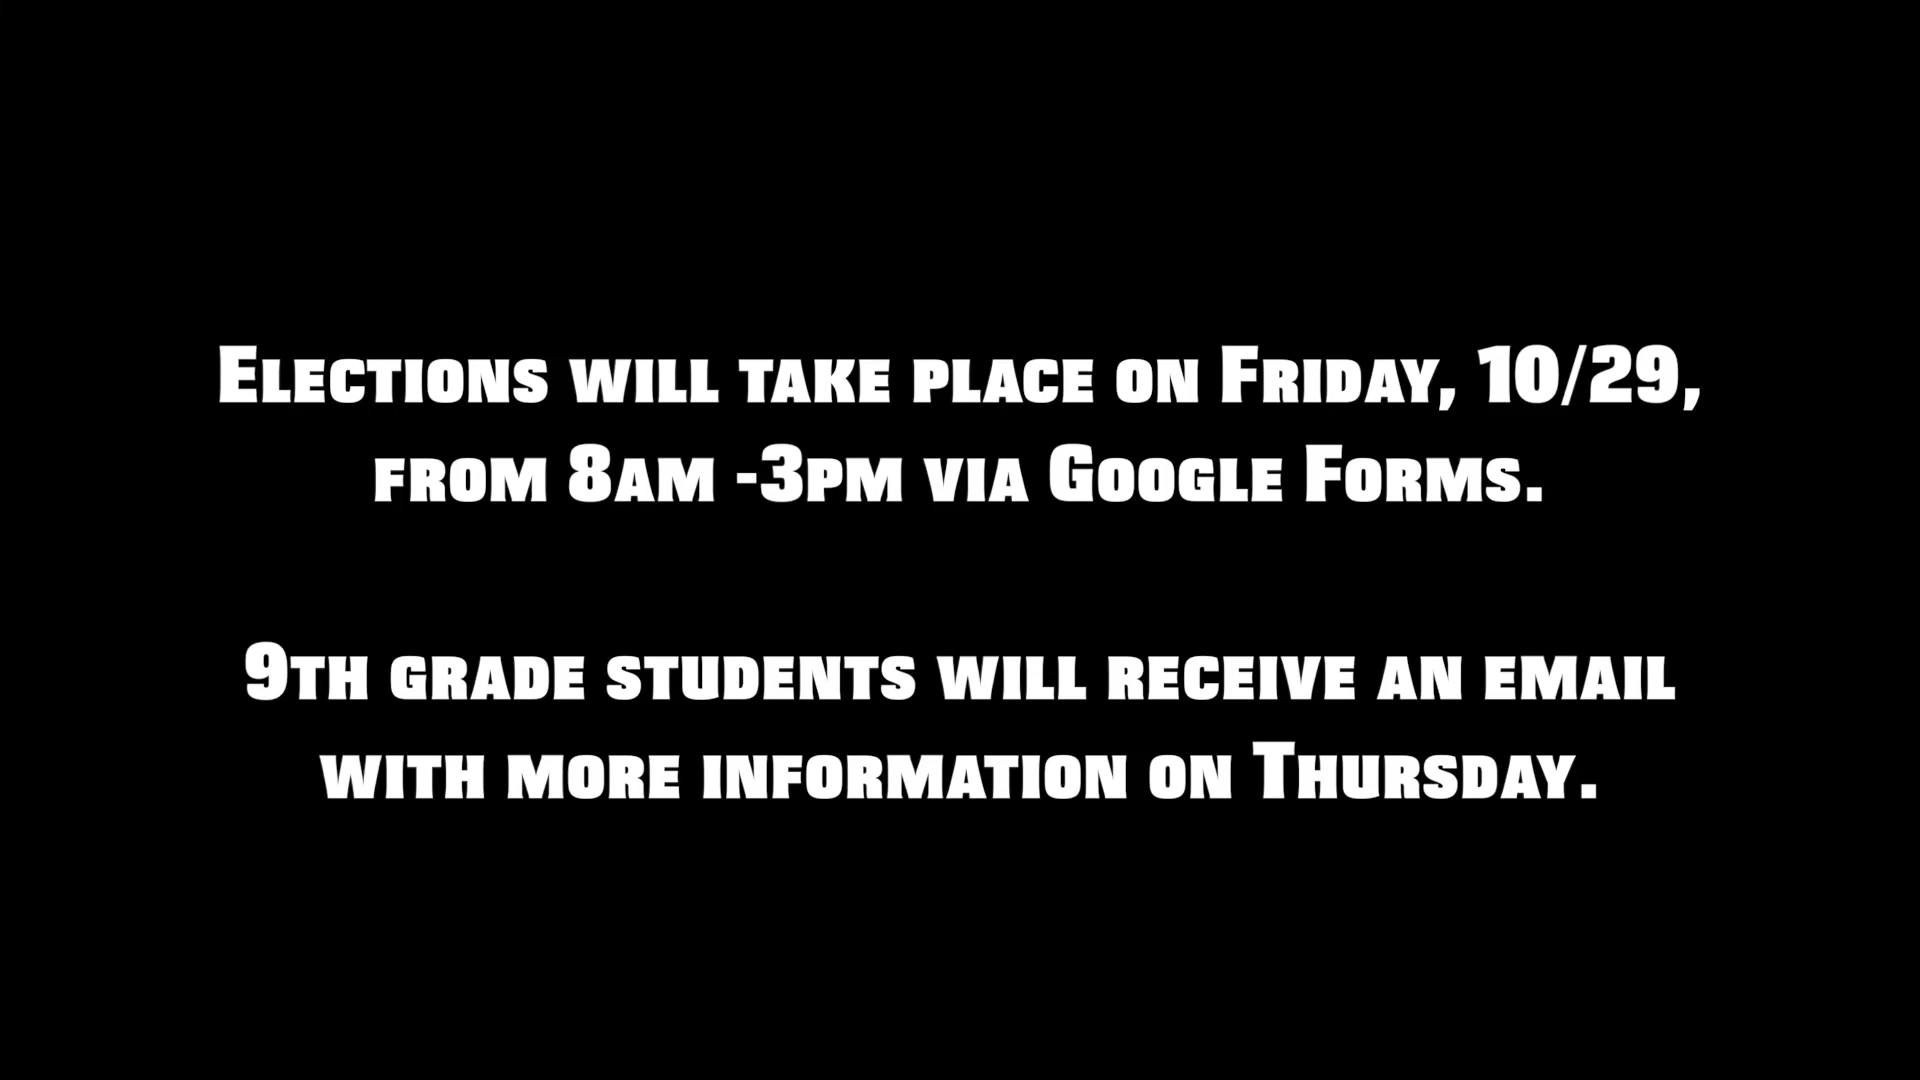 Elections will take place on Friday, 10/29,
from 8am -3pm via Google Forms.
9th grade students will receive an email
with more information on Thursday.